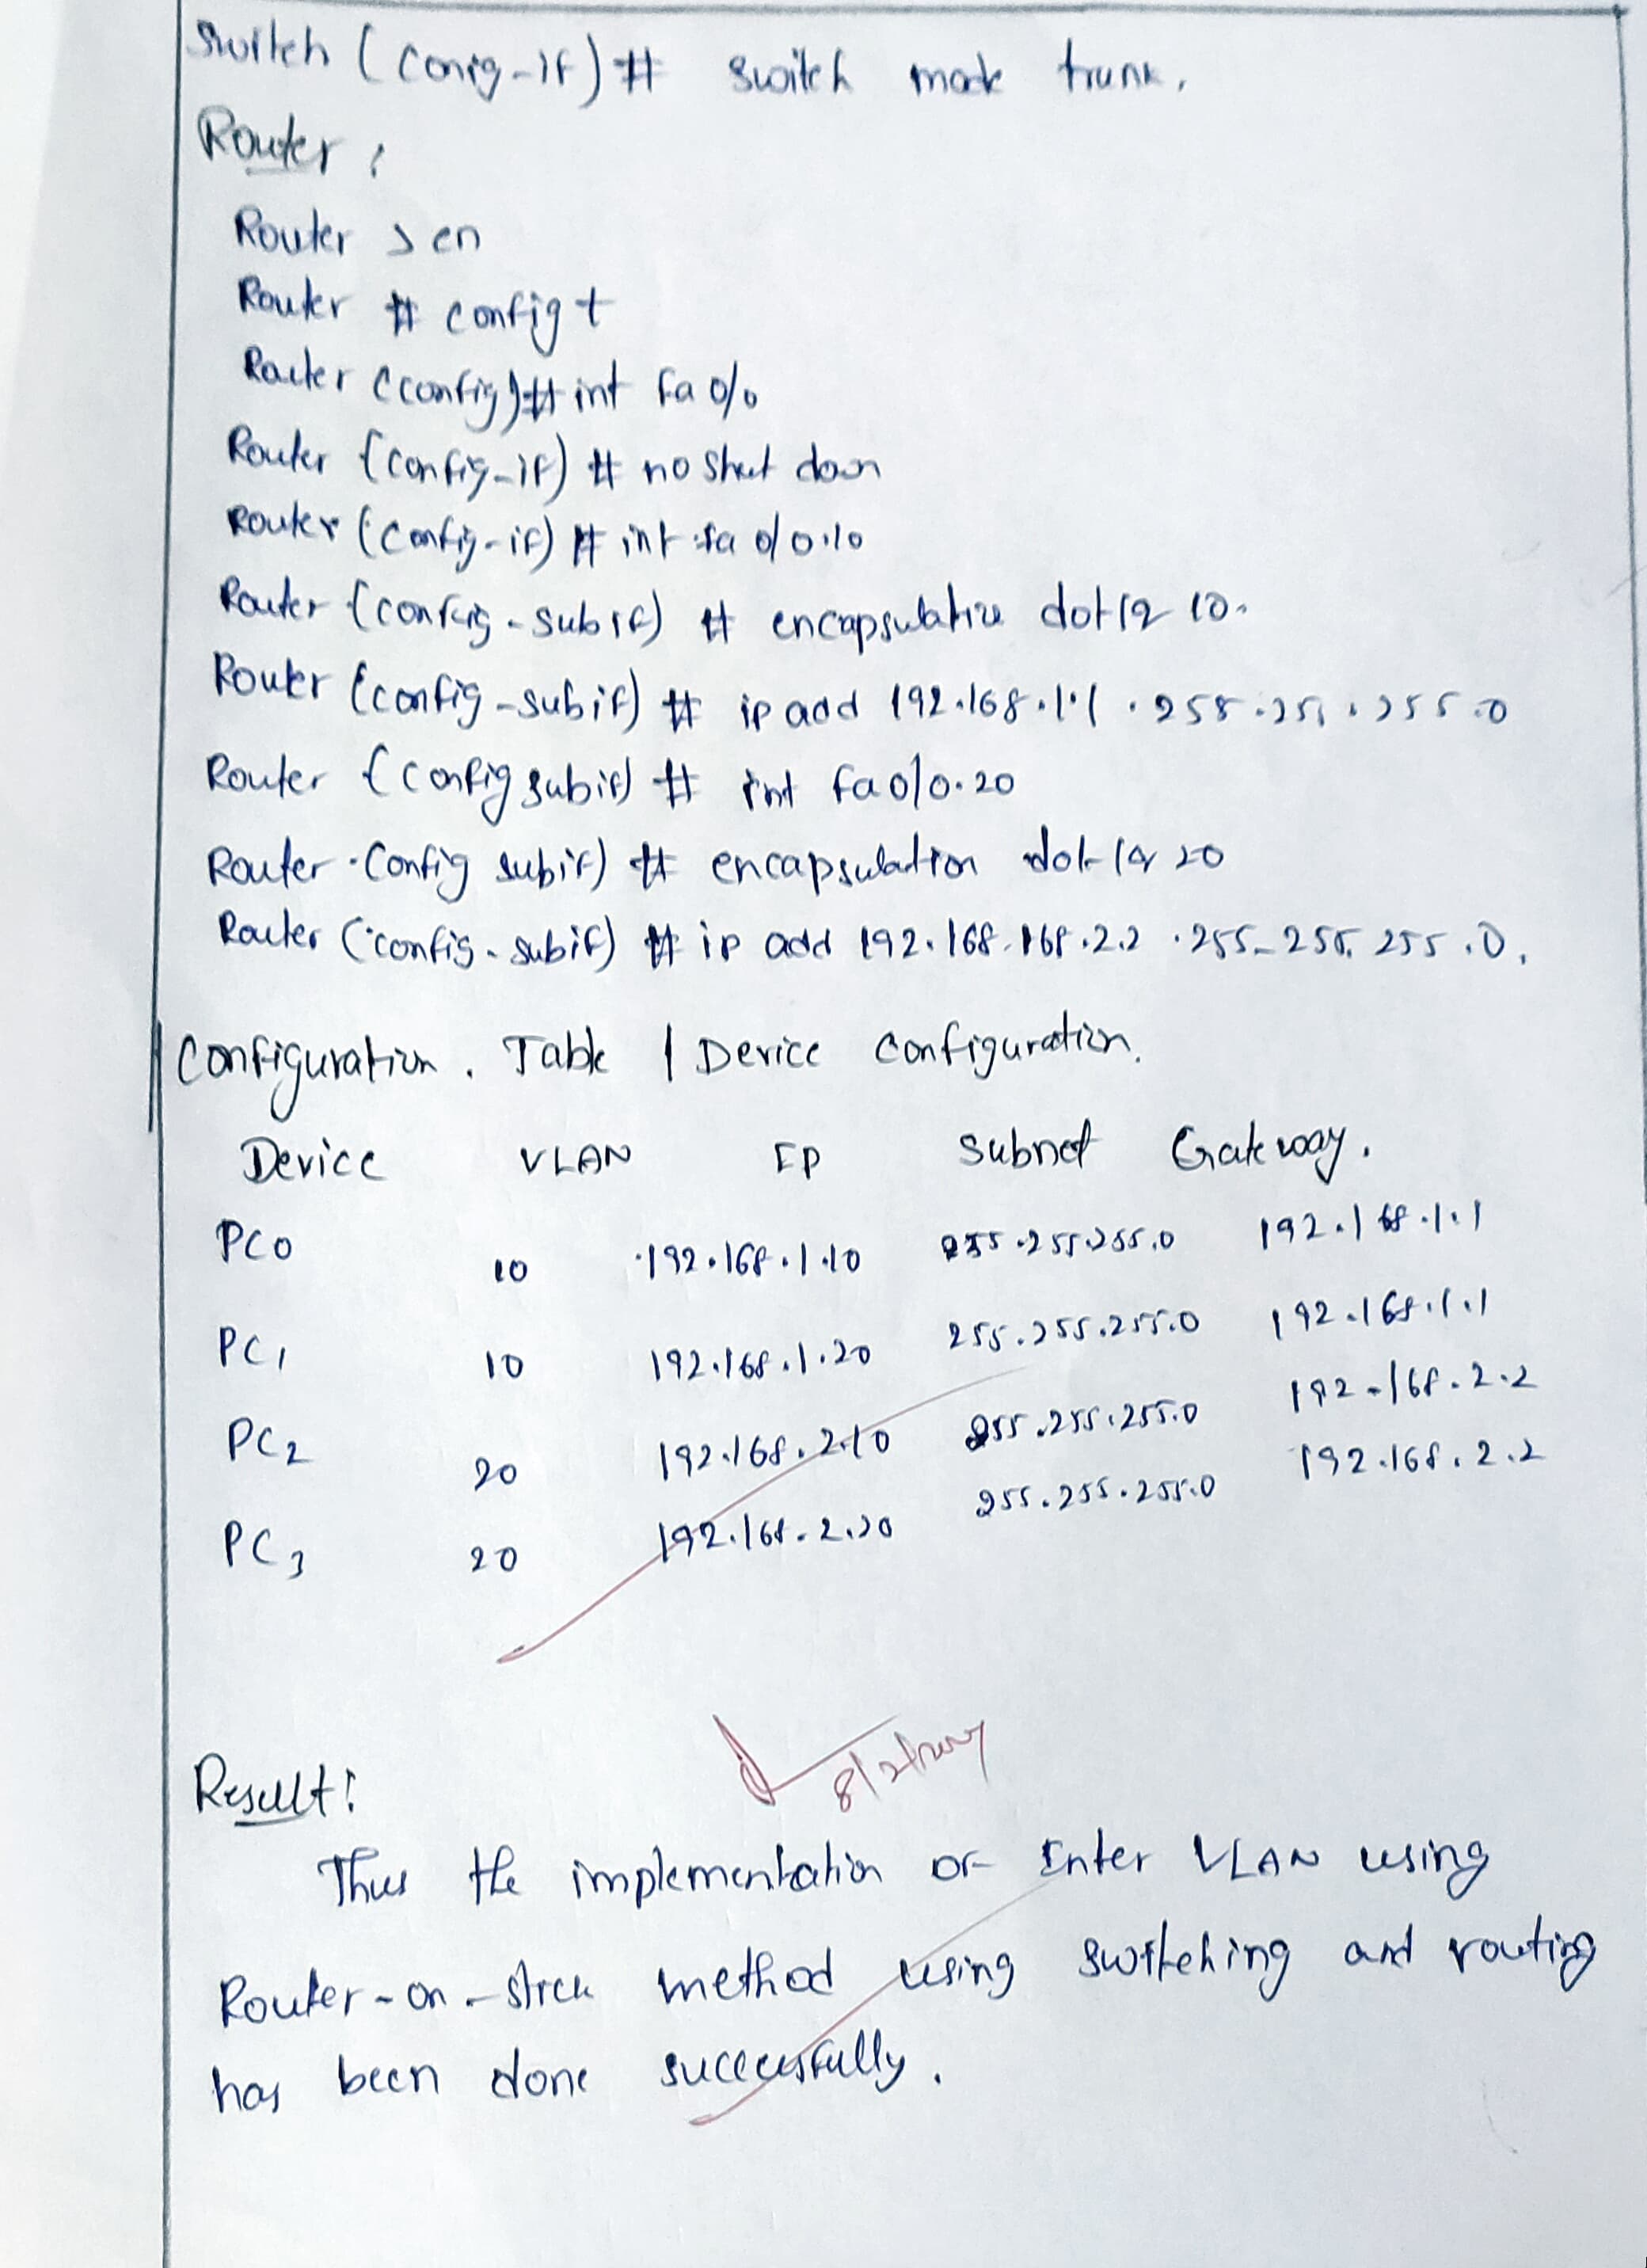 Switch (conig-if) # switch mode trunk.
Router :
Router > en
Router # config t
Router (config) # int fa 0/0
Router (config-if) # no shut down
Router (config-if) # int fa 0/0.10
Router (config-subif) # encapsulation dot1q 10.
Router (config-subif) # ip add 192.168.1.1 . 255.255.255.0
Router (config subif) # int fa0/0.20
Router . Config subif) # encapsulation dot1q 20
Router (config-subif) # ip add 192.168.168.2.2 .255-255.255.0.
Configuration. Table / Device Configuration.
Device VLAN IP Subnet Gateway.
PC0 10 .192.168.1.10 255.255.255.0 192.168.1.1
PC1 10 192.168.1.20 255.255.255.0 192.168.1.1
PC2 20 192.168.2.10 255.255.255.0 192-168.2.2
PC3 20 192.168.2.20 255.255.255.0 192.168.2.2
8/2/
Result:
Thus the implementation of Inter VLAN using
Router-on-stick method using switching and routing
has been done successfully.